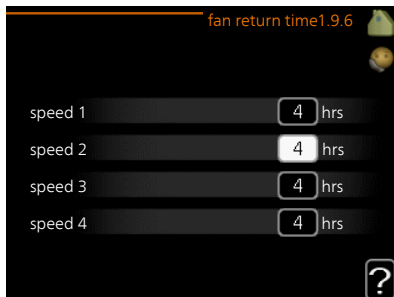 fan return time1.9.6
speed 1 4 hrs
speed 2 4 hrs
speed 3 4 hrs
speed 4 4 hrs
?